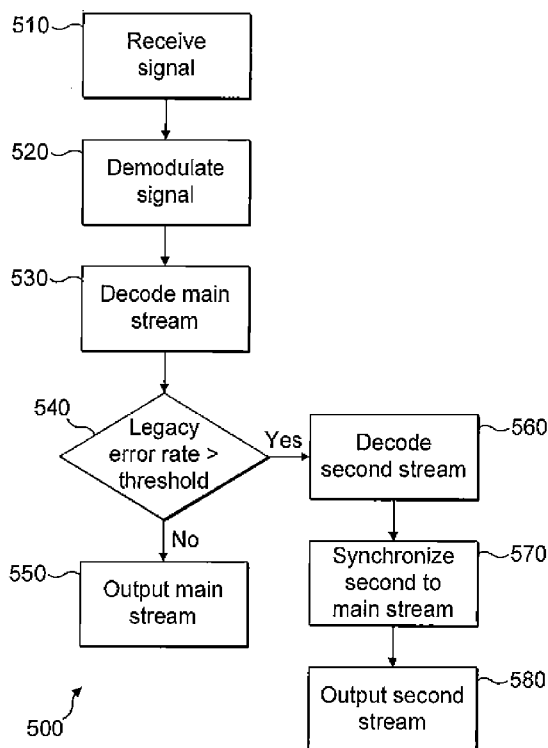 510
Receive
signal
520
Demodulate
signal
530
Decode main
stream
540
Legacy
error rate >
threshold
Yes
560
Decode
second stream
No
550
Output main
stream
570
Synchronize
second to
main stream
580
Output second
stream
500